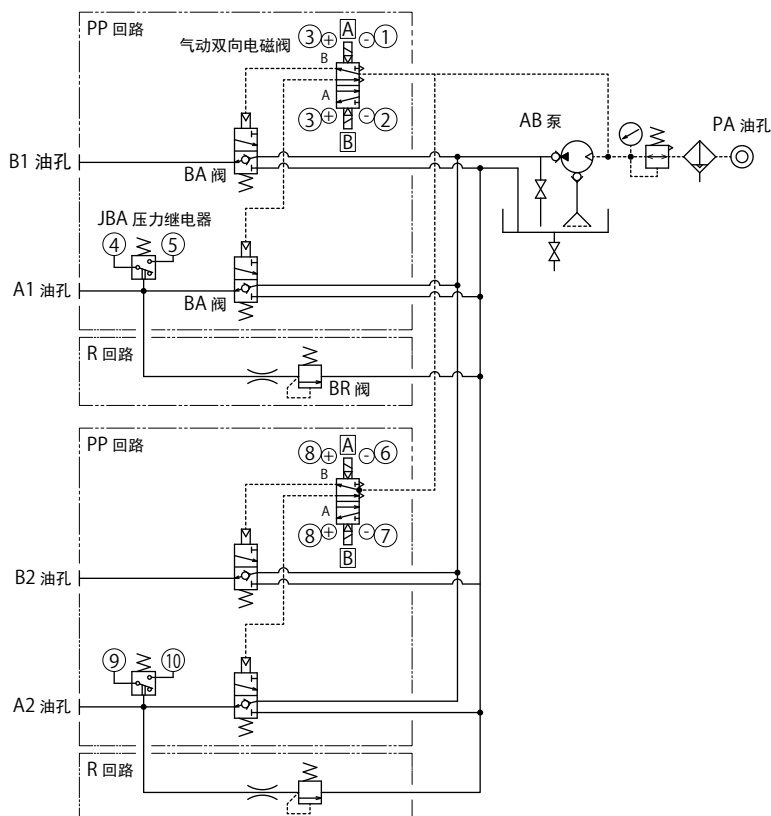 PP 回路
③ + A - ①
气动双向电磁阀
B
A
③ + B - ②
AB 泵
PA 油孔
B1 油孔
BA 阀
JBA 压力继电器
④ ⑤
A1 油孔
BA 阀
R 回路
BR 阀
PP 回路
⑧ + A - ⑥
B
A
⑧ + B - ⑦
B2 油孔
⑨ ⑩
A2 油孔
R 回路